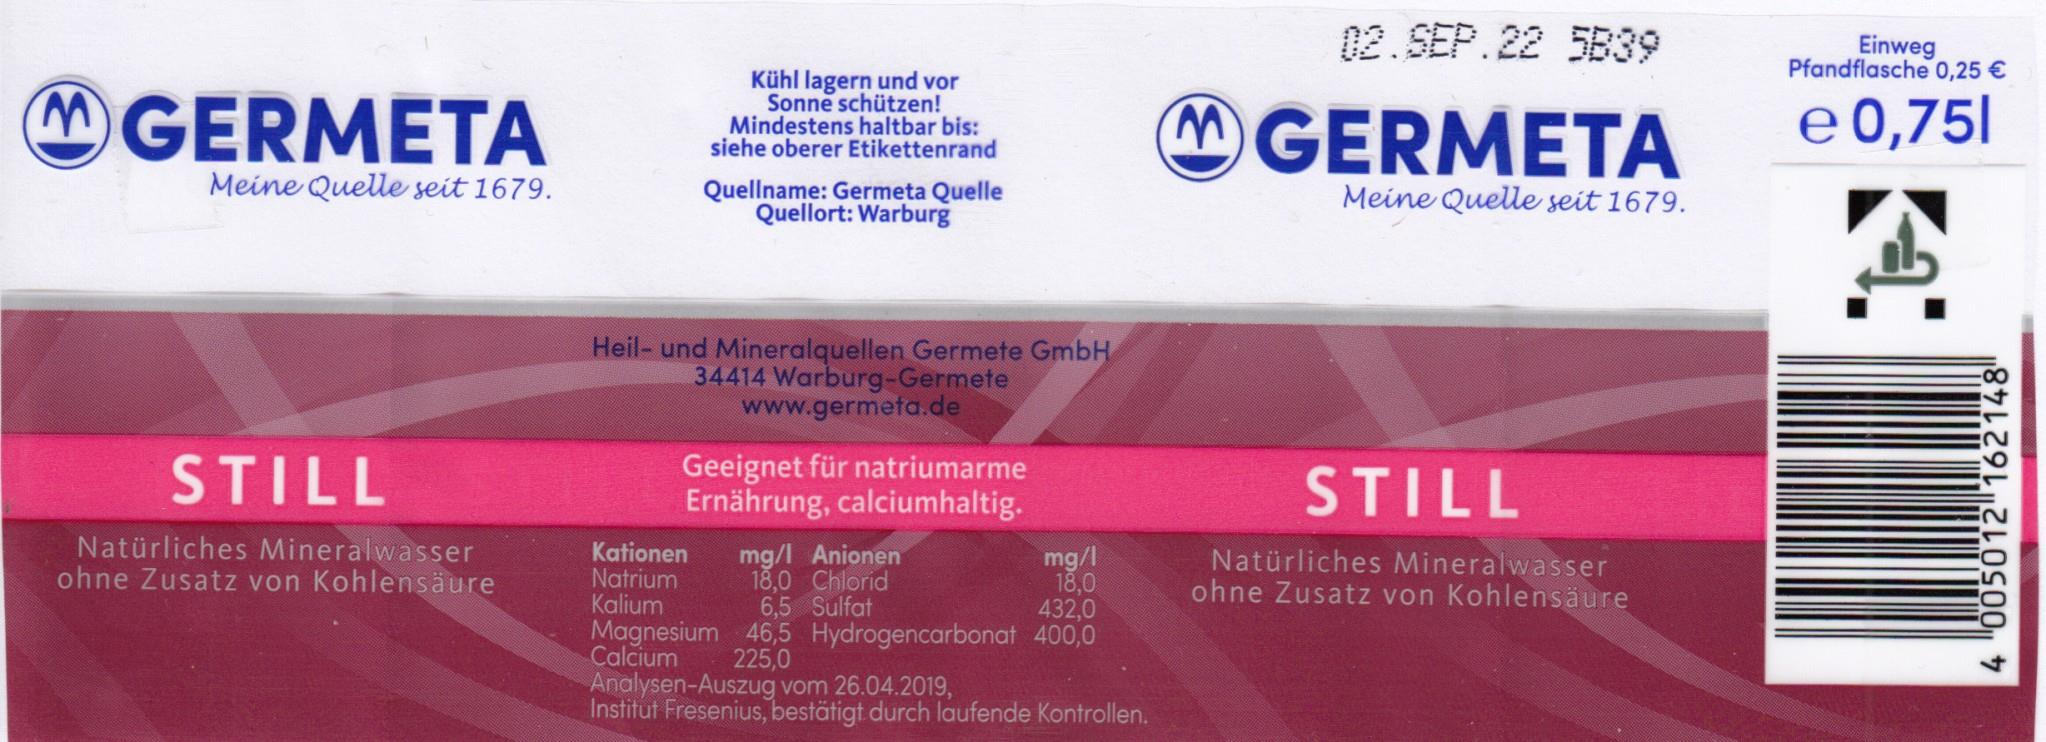 GERMETA
Meine Quelle seit 1679.
STILL
Natürliches Mineralwasser
ohne Zusatz von Kohlensäure
Kühl lagern und vor
Sonne schützen!
Mindestens haltbar bis:
siehe oberer Etikettenrand
Quellname: Germeta Quelle
Quellort: Warburg
Heil- und Mineralquellen Germete GmbH
34414 Warburg-Germete
www.germeta.de
Geeignet für natriumarme
Ernährung, calciumhaltig.
Kationen mg/l Anionen mg/l
Natrium 18,0 Chlorid 18,0
Kalium 6,5 Sulfat 432,0
Magnesium 46,5 Hydrogencarbonat 400,0
Calcium 225,0
Analysen-Auszug vom 26.04.2019,
Institut Fresenius, bestätigt durch laufende Kontrollen.
02.SEP.22 5B39
GERMETA
Meine Quelle seit 1679.
STILL
Natürliches Mineralwasser
ohne Zusatz von Kohlensäure
Einweg
Pfandflasche 0,25 €
e 0,75l
4 005012 162148